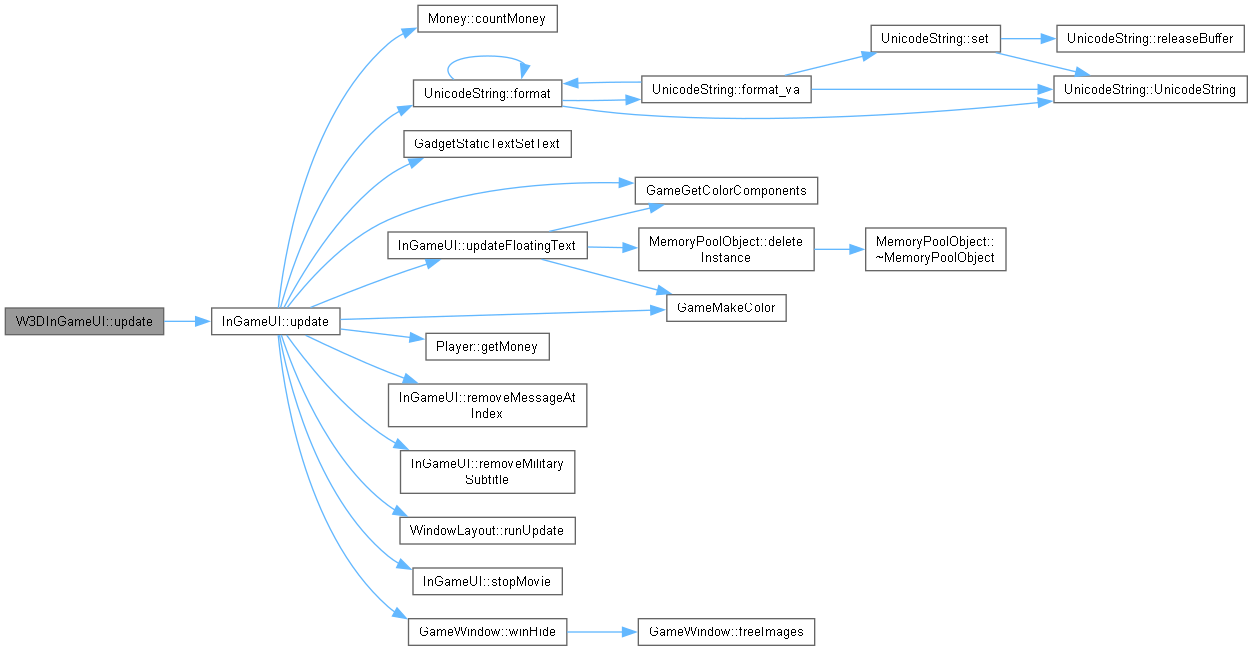 Money::countMoney
UnicodeString::set
UnicodeString::releaseBuffer
UnicodeString::format
UnicodeString::format_va
UnicodeString::UnicodeString
GadgetStaticTextSetText
GameGetColorComponents
InGameUI::updateFloatingText
MemoryPoolObject::delete
Instance
MemoryPoolObject::
~MemoryPoolObject
GameMakeColor
W3DInGameUI::update
InGameUI::update
Player::getMoney
InGameUI::removeMessageAt
Index
InGameUI::removeMilitary
Subtitle
WindowLayout::runUpdate
InGameUI::stopMovie
GameWindow::winHide
GameWindow::freeImages